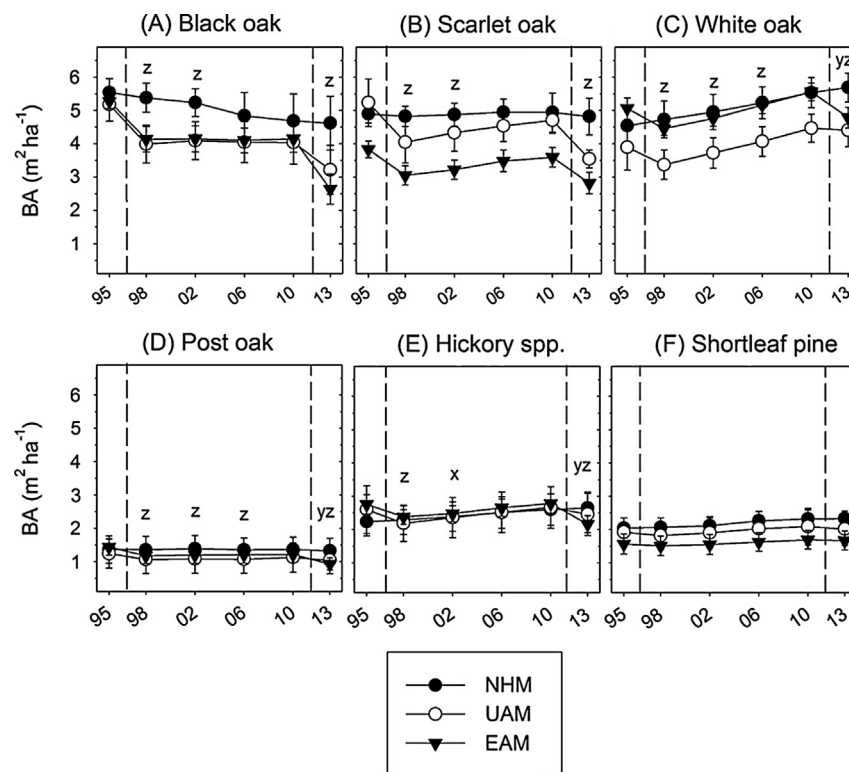 (A) Black oak (B) Scarlet oak (C) White oak
BA (m² ha⁻¹)
6
5
4
3
2
1
z z z
z z z
z z z yz
95 98 02 06 10 13
95 98 02 06 10 13
95 98 02 06 10 13
(D) Post oak (E) Hickory spp. (F) Shortleaf pine
BA (m² ha⁻¹)
6
5
4
3
2
1
z z z yz
z x yz
95 98 02 06 10 13
95 98 02 06 10 13
95 98 02 06 10 13
NHM
UAM
EAM